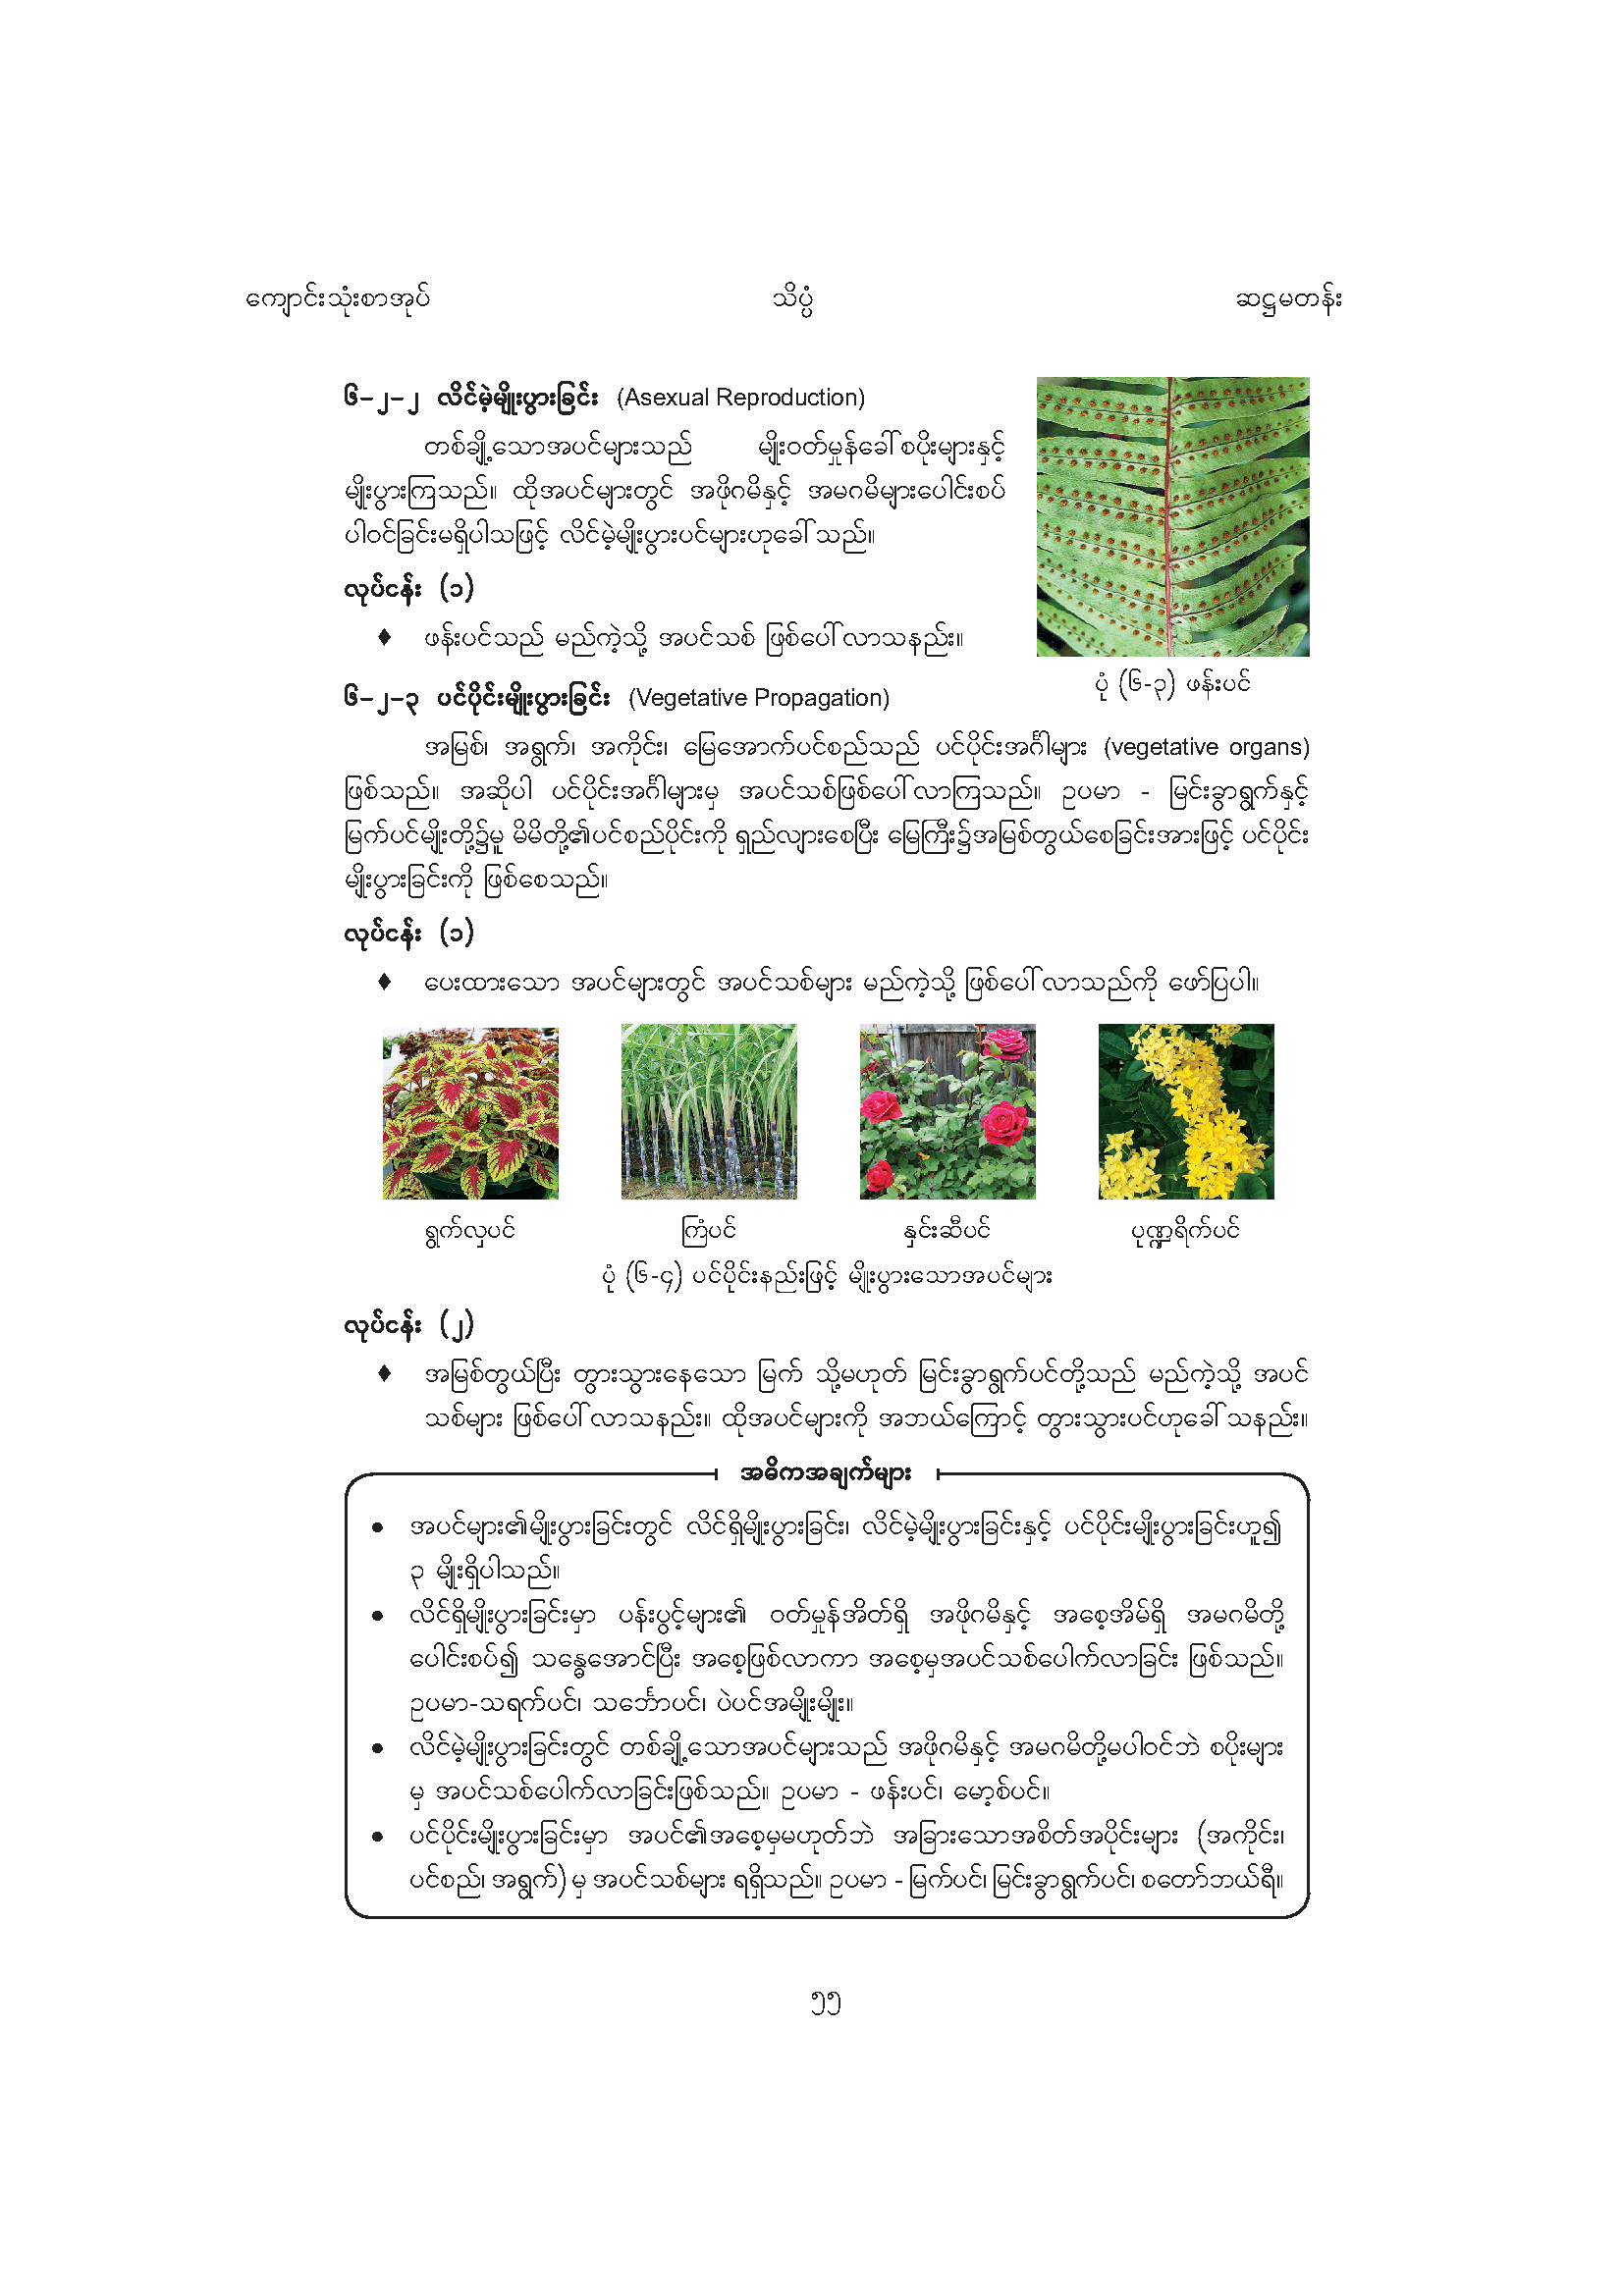 ကျောင်းသုံးစာအုပ် သိပ္ပံ ဆဋ္ဌမတန်း
၆-၂-၂ လိင်မဲ့မျိုးပွားခြင်း (Asexual Reproduction)
တစ်ချို့သောအပင်များသည် မျိုးဝတ်မှုန်ခေါ် စပိုးများနှင့်
မျိုးပွားကြသည်။ ထိုအပင်များတွင် အဖိုဂမိနှင့် အမဂမိများပေါင်းစပ်
ပါဝင်ခြင်းမရှိပါသဖြင့် လိင်မဲ့မျိုးပွားပင်များဟုခေါ်သည်။
လုပ်ငန်း (၁)
♦ ဖန်းပင်သည် မည်ကဲ့သို့ အပင်သစ် ဖြစ်ပေါ်လာသနည်း။
ပုံ (၆-၃) ဖန်းပင်
၆-၂-၃ ပင်ပိုင်းမျိုးပွားခြင်း (Vegetative Propagation)
အမြစ်၊ အရွက်၊ အကိုင်း၊ မြေအောက်ပင်စည်သည် ပင်ပိုင်းအင်္ဂါများ (vegetative organs)
ဖြစ်သည်။ အဆိုပါ ပင်ပိုင်းအင်္ဂါများမှ အပင်သစ်ဖြစ်ပေါ်လာကြသည်။ ဥပမာ - မြင်းခွာရွက်နှင့်
မြက်ပင်မျိုးတို့၌မူ မိမိတို့၏ပင်စည်ပိုင်းကို ရှည်လျားစေပြီး မြေကြီး၌အမြစ်တွယ်စေခြင်းအားဖြင့် ပင်ပိုင်း
မျိုးပွားခြင်းကို ဖြစ်စေသည်။
လုပ်ငန်း (၁)
♦ ပေးထားသော အပင်များတွင် အပင်သစ်များ မည်ကဲ့သို့ ဖြစ်ပေါ်လာသည်ကို ဖော်ပြပါ။
ရွက်လှပင် ကြံပင် နှင်းဆီပင် ပုဏ္ဏရိက်ပင်
ပုံ (၆-၄) ပင်ပိုင်းနည်းဖြင့် မျိုးပွားသောအပင်များ
လုပ်ငန်း (၂)
♦ အမြစ်တွယ်ပြီး တွားသွားနေသော မြက် သို့မဟုတ် မြင်းခွာရွက်ပင်တို့သည် မည်ကဲ့သို့ အပင်
သစ်များ ဖြစ်ပေါ်လာသနည်း။ ထိုအပင်များကို အဘယ်ကြောင့် တွားသွားပင်ဟုခေါ်သနည်း။
အဓိကအချက်များ
• အပင်များ၏မျိုးပွားခြင်းတွင် လိင်ရှိမျိုးပွားခြင်း၊ လိင်မဲ့မျိုးပွားခြင်းနှင့် ပင်ပိုင်းမျိုးပွားခြင်းဟူ၍
၃ မျိုးရှိပါသည်။
• လိင်ရှိမျိုးပွားခြင်းမှာ ပန်းပွင့်များ၏ ဝတ်မှုန်အိတ်ရှိ အဖိုဂမိနှင့် အစေ့အိမ်ရှိ အမဂမိတို့
ပေါင်းစပ်၍ သန္ဓေအောင်ပြီး အစေ့ဖြစ်လာကာ အစေ့မှအပင်သစ်ပေါက်လာခြင်း ဖြစ်သည်။
ဥပမာ-သရက်ပင်၊ သင်္ဘောပင်၊ ပဲပင်အမျိုးမျိုး။
• လိင်မဲ့မျိုးပွားခြင်းတွင် တစ်ချို့သောအပင်များသည် အဖိုဂမိနှင့် အမဂမိတို့မပါဝင်ဘဲ စပိုးများ
မှ အပင်သစ်ပေါက်လာခြင်းဖြစ်သည်။ ဥပမာ - ဖန်းပင်၊ မော့စ်ပင်။
• ပင်ပိုင်းမျိုးပွားခြင်းမှာ အပင်၏အစေ့မှမဟုတ်ဘဲ အခြားသောအစိတ်အပိုင်းများ (အကိုင်း၊
ပင်စည်၊ အရွက်) မှ အပင်သစ်များ ရရှိသည်။ ဥပမာ - မြက်ပင်၊ မြင်းခွာရွက်ပင်၊ စတော်ဘယ်ရီ။
၅၅